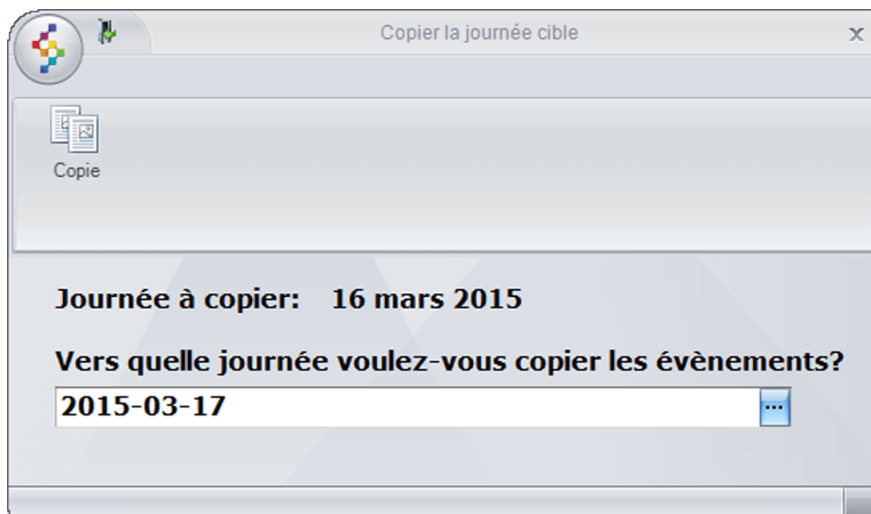 Copier la journée cible
x
Copie
Journée à copier: 16 mars 2015
Vers quelle journée voulez-vous copier les évènements?
2015-03-17
...